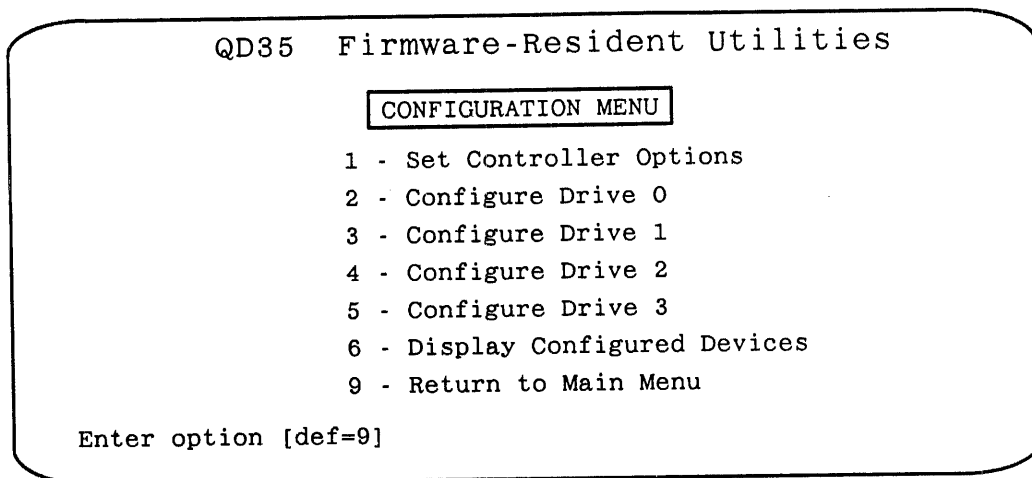 QD35 Firmware-Resident Utilities
CONFIGURATION MENU
1 - Set Controller Options
2 - Configure Drive 0
3 - Configure Drive 1
4 - Configure Drive 2
5 - Configure Drive 3
6 - Display Configured Devices
9 - Return to Main Menu
Enter option [def=9]